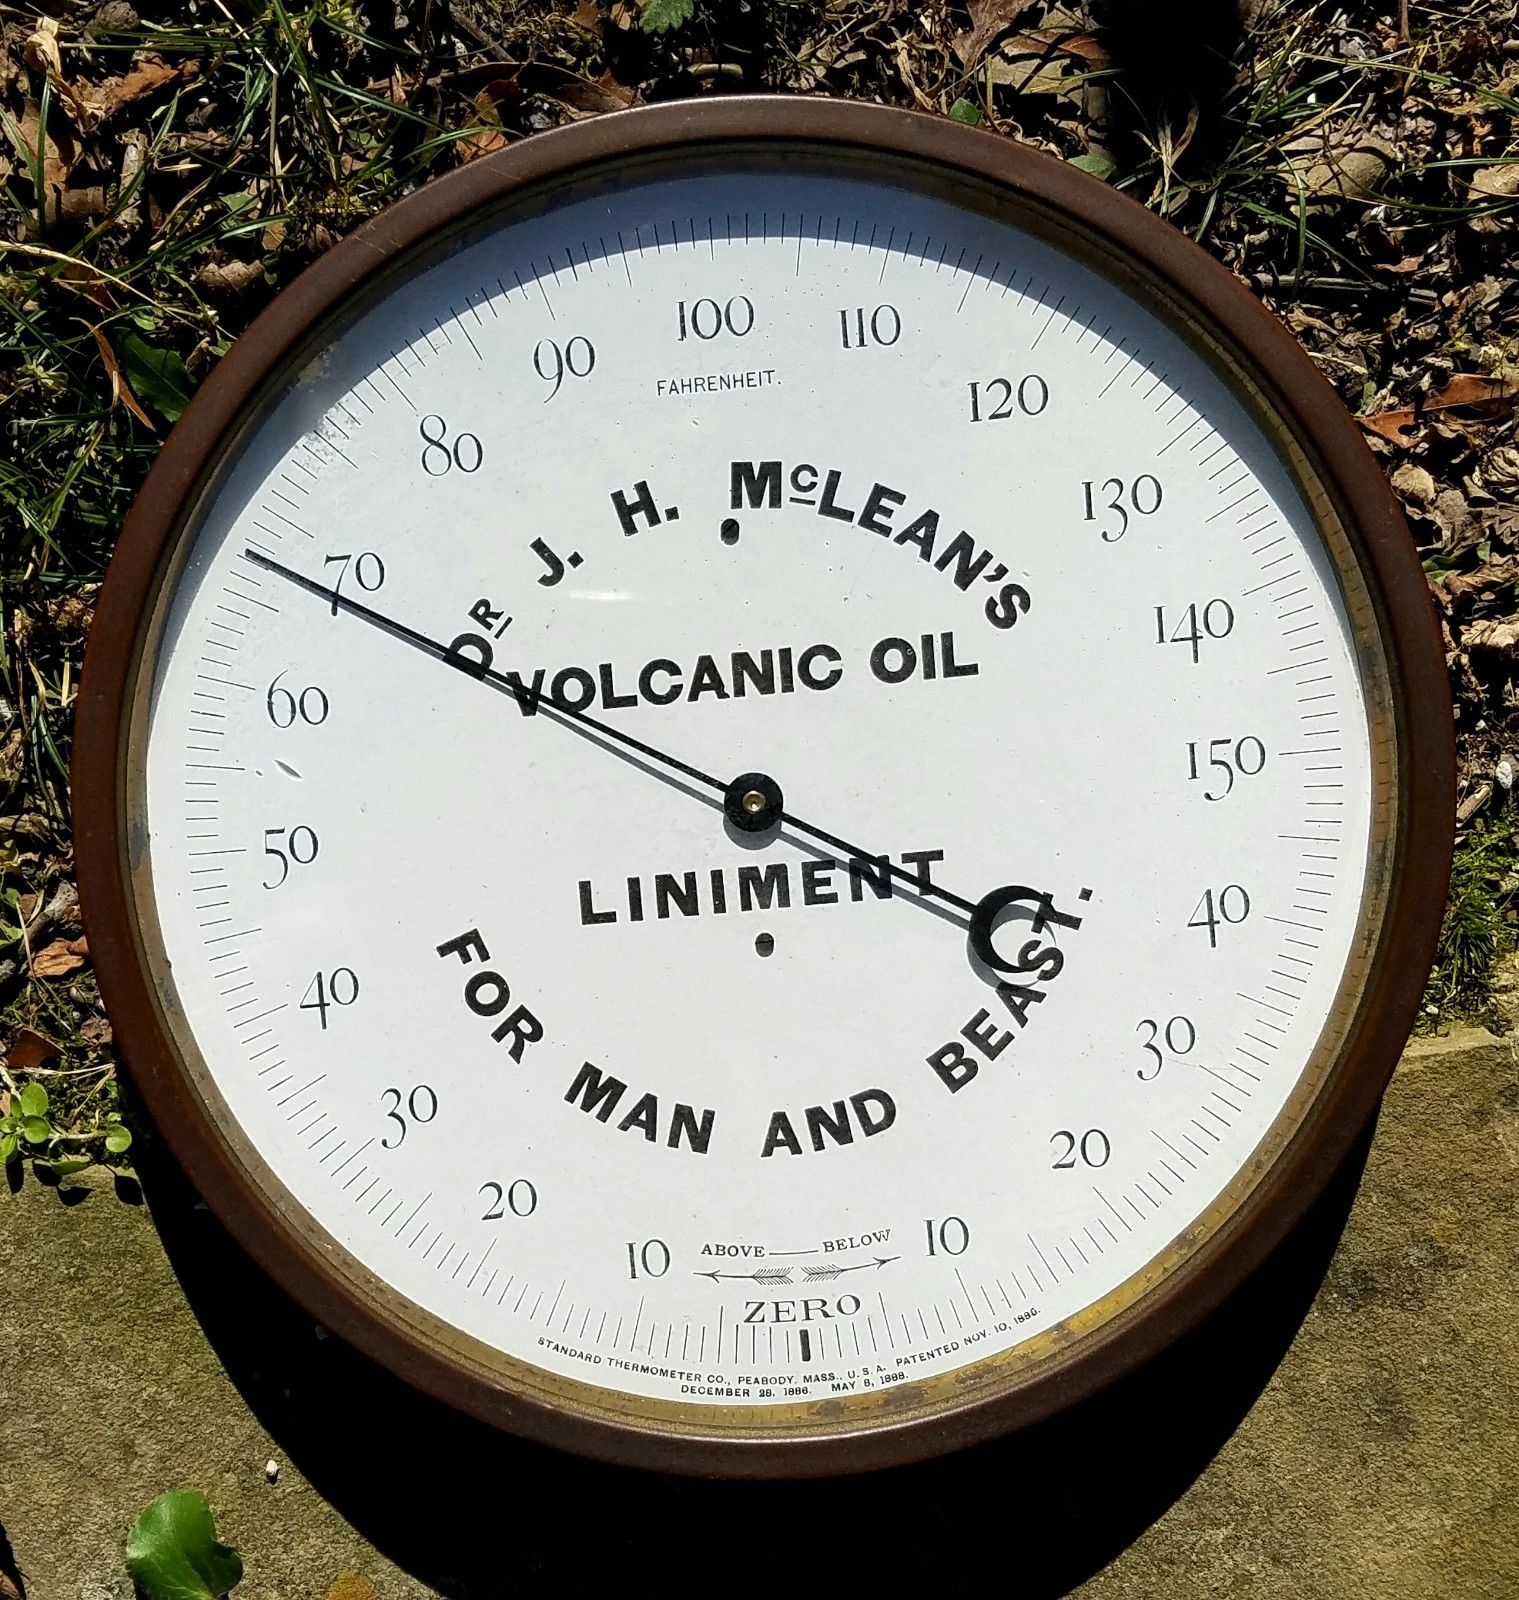 100
90
110
FAHRENHEIT.
80
120
70
130
60
140
50
150
40
40
30
30
20
20
10
10
DR J. H. McLEAN'S
VOLCANIC OIL
LINIMENT
FOR MAN AND BEAST.
ABOVE BELOW
ZERO
STANDARD THERMOMETER CO., PEABODY, MASS., U.S.A. PATENTED NOV. 10, 1885.
DECEMBER 28, 1886. MAY 8, 1888.